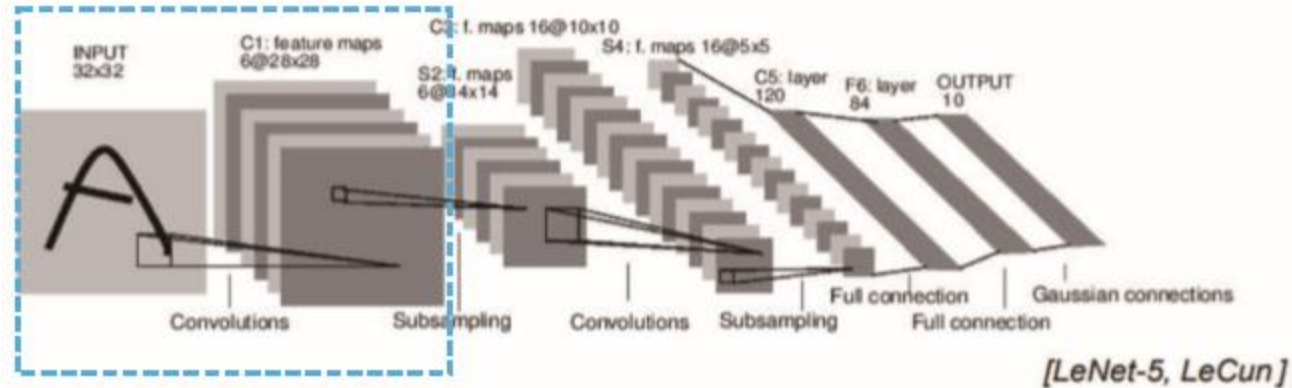 INPUT
32x32
C1: feature maps
6@28x28
S2: f. maps
6@14x14
C3: f. maps 16@10x10
S4: f. maps 16@5x5
C5: layer
120
F6: layer
84
OUTPUT
10
Convolutions
Subsampling
Convolutions
Subsampling
Full connection
Full connection
Gaussian connections
[LeNet-5, LeCun]